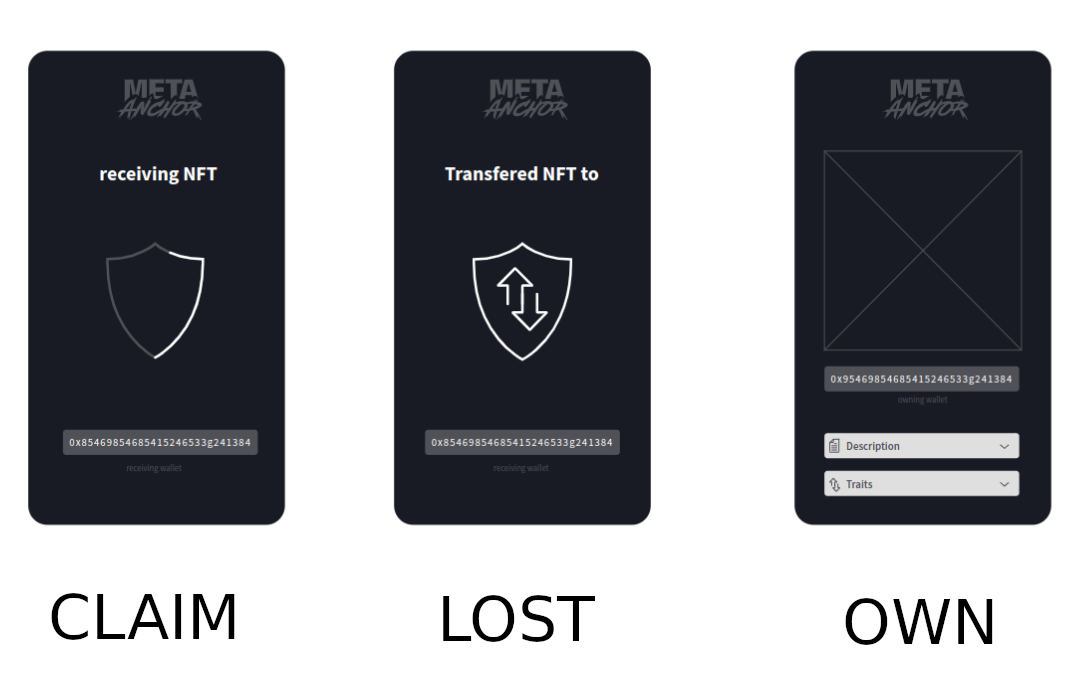 META
ANCHOR
receiving NFT
0x85469854685415246533g241384
receiving wallet
CLAIM
META
ANCHOR
Transfered NFT to
0x85469854685415246533g241384
receiving wallet
LOST
META
ANCHOR
0x95469854685415246533g241384
owning wallet
Description
Traits
OWN